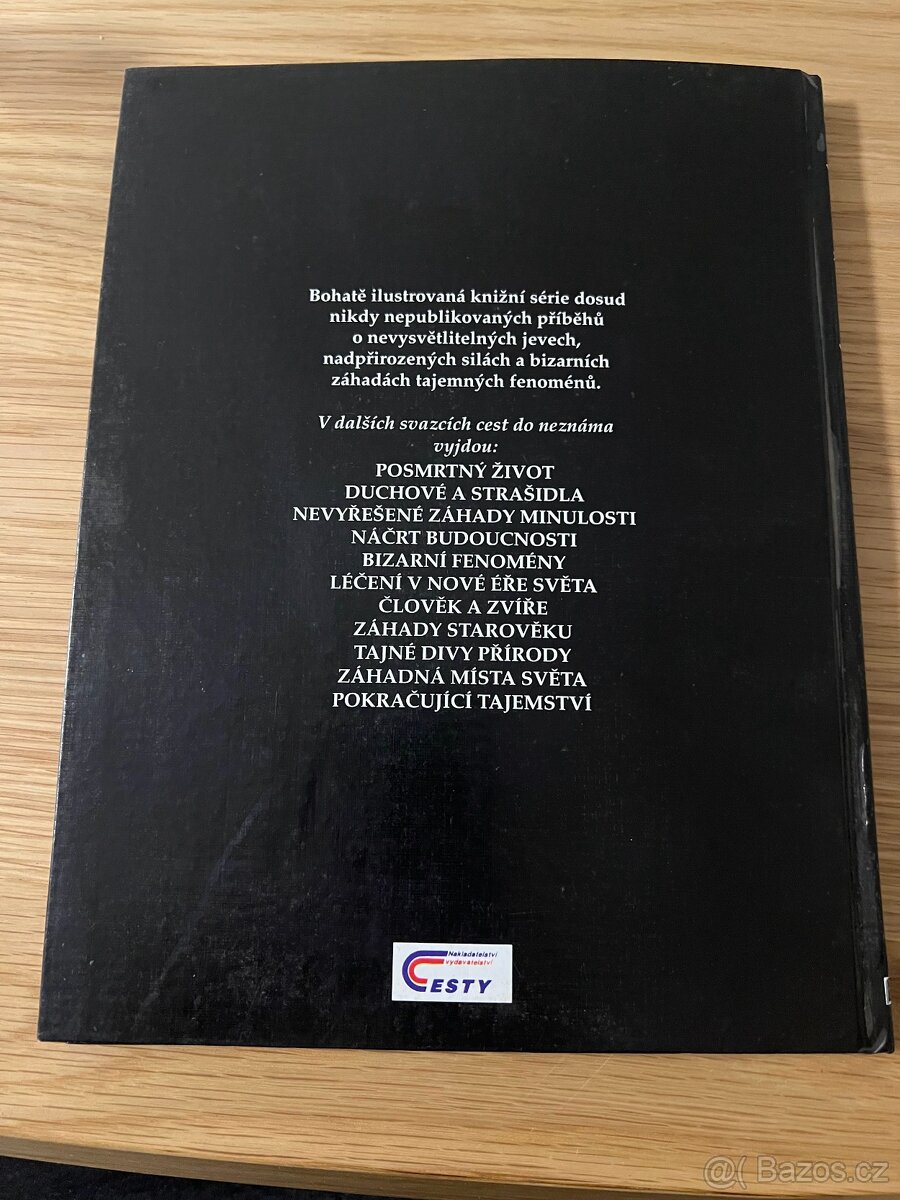 Bohatě ilustrovaná knižní série dosud
nikdy nepublikovaných příběhů
o nevysvětlitelných jevech,
nadpřirozených silách a bizarních
záhadách tajemných fenoménů.
V dalších svazcích cest do neznáma
vyjdou:
POSMRTNÝ ŽIVOT
DUCHOVÉ A STRAŠIDLA
NEVYŘEŠENÉ ZÁHADY MINULOSTI
NÁČRT BUDOUCNOSTI
BIZARNÍ FENOMÉNY
LÉČENÍ V NOVÉ ÉŘE SVĚTA
ČLOVĚK A ZVÍŘE
ZÁHADY STAROVĚKU
TAJNÉ DIVY PŘÍRODY
ZÁHADNÁ MÍSTA SVĚTA
POKRAČUJÍCÍ TAJEMSTVÍ
Nakladatelství
vydavatelství
CESTY
@( Bazos.cz